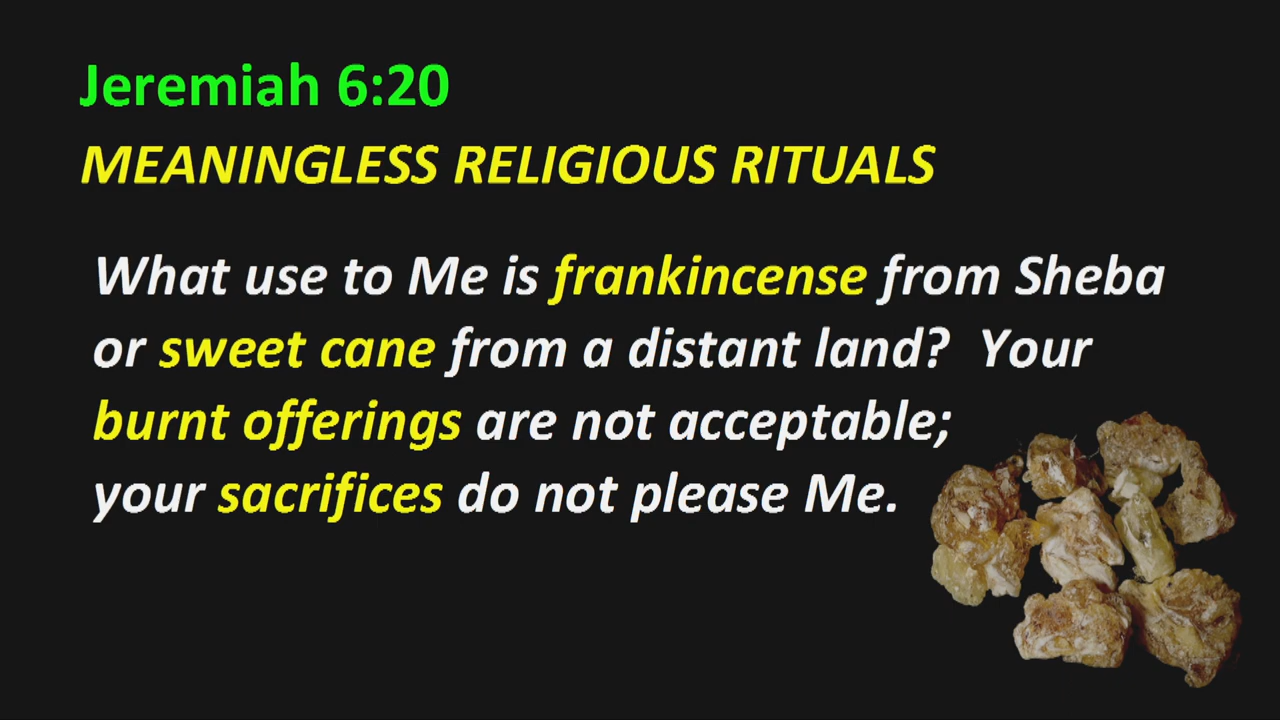 Jeremiah 6:20
MEANINGLESS RELIGIOUS RITUALS
What use to Me is frankincense from Sheba
or sweet cane from a distant land? Your
burnt offerings are not acceptable;
your sacrifices do not please Me.